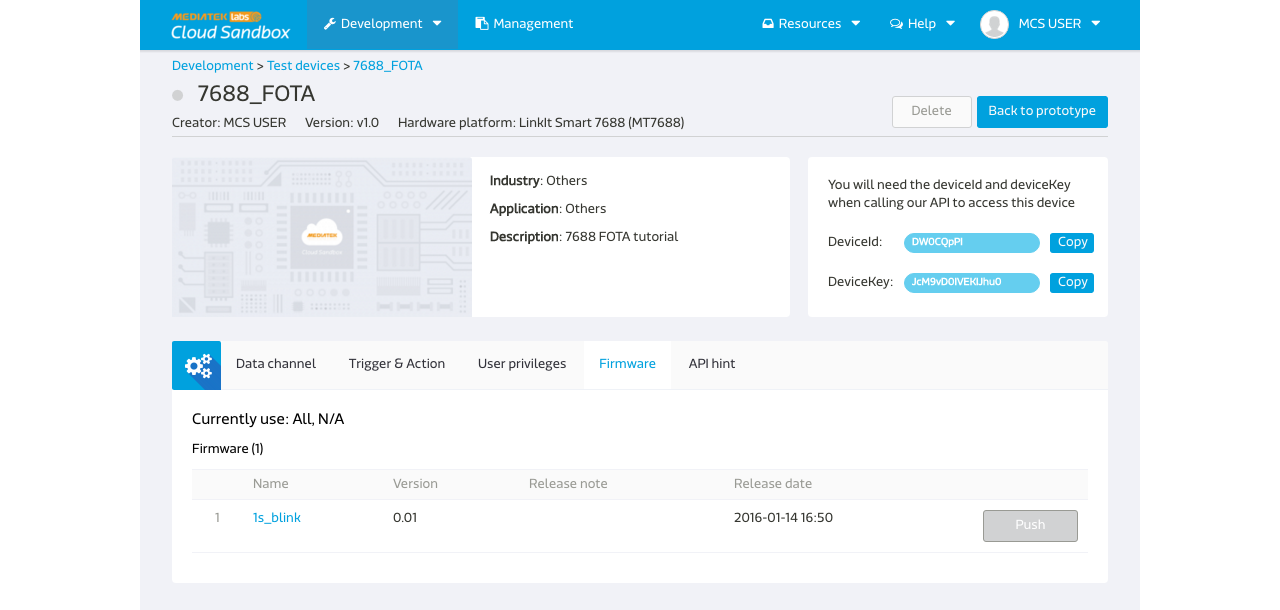 MEDIATEK labs
Cloud Sandbox
Development
Management
Resources
Help
MCS USER
Development > Test devices > 7688_FOTA
7688_FOTA
Creator: MCS USER Version: v1.0 Hardware platform: LinkIt Smart 7688 (MT7688)
Delete
Back to prototype
MEDIATEK
Cloud Sandbox
Industry: Others
Application: Others
Description: 7688 FOTA tutorial
You will need the deviceId and deviceKey
when calling our API to access this device
DeviceId: DW0CQpPI Copy
DeviceKey: JcM9vD0IVEKIJhu0 Copy
Data channel Trigger & Action User privileges Firmware API hint
Currently use: All, N/A
Firmware (1)
Name Version Release note Release date
1 1s_blink 0.01 2016-01-14 16:50 Push